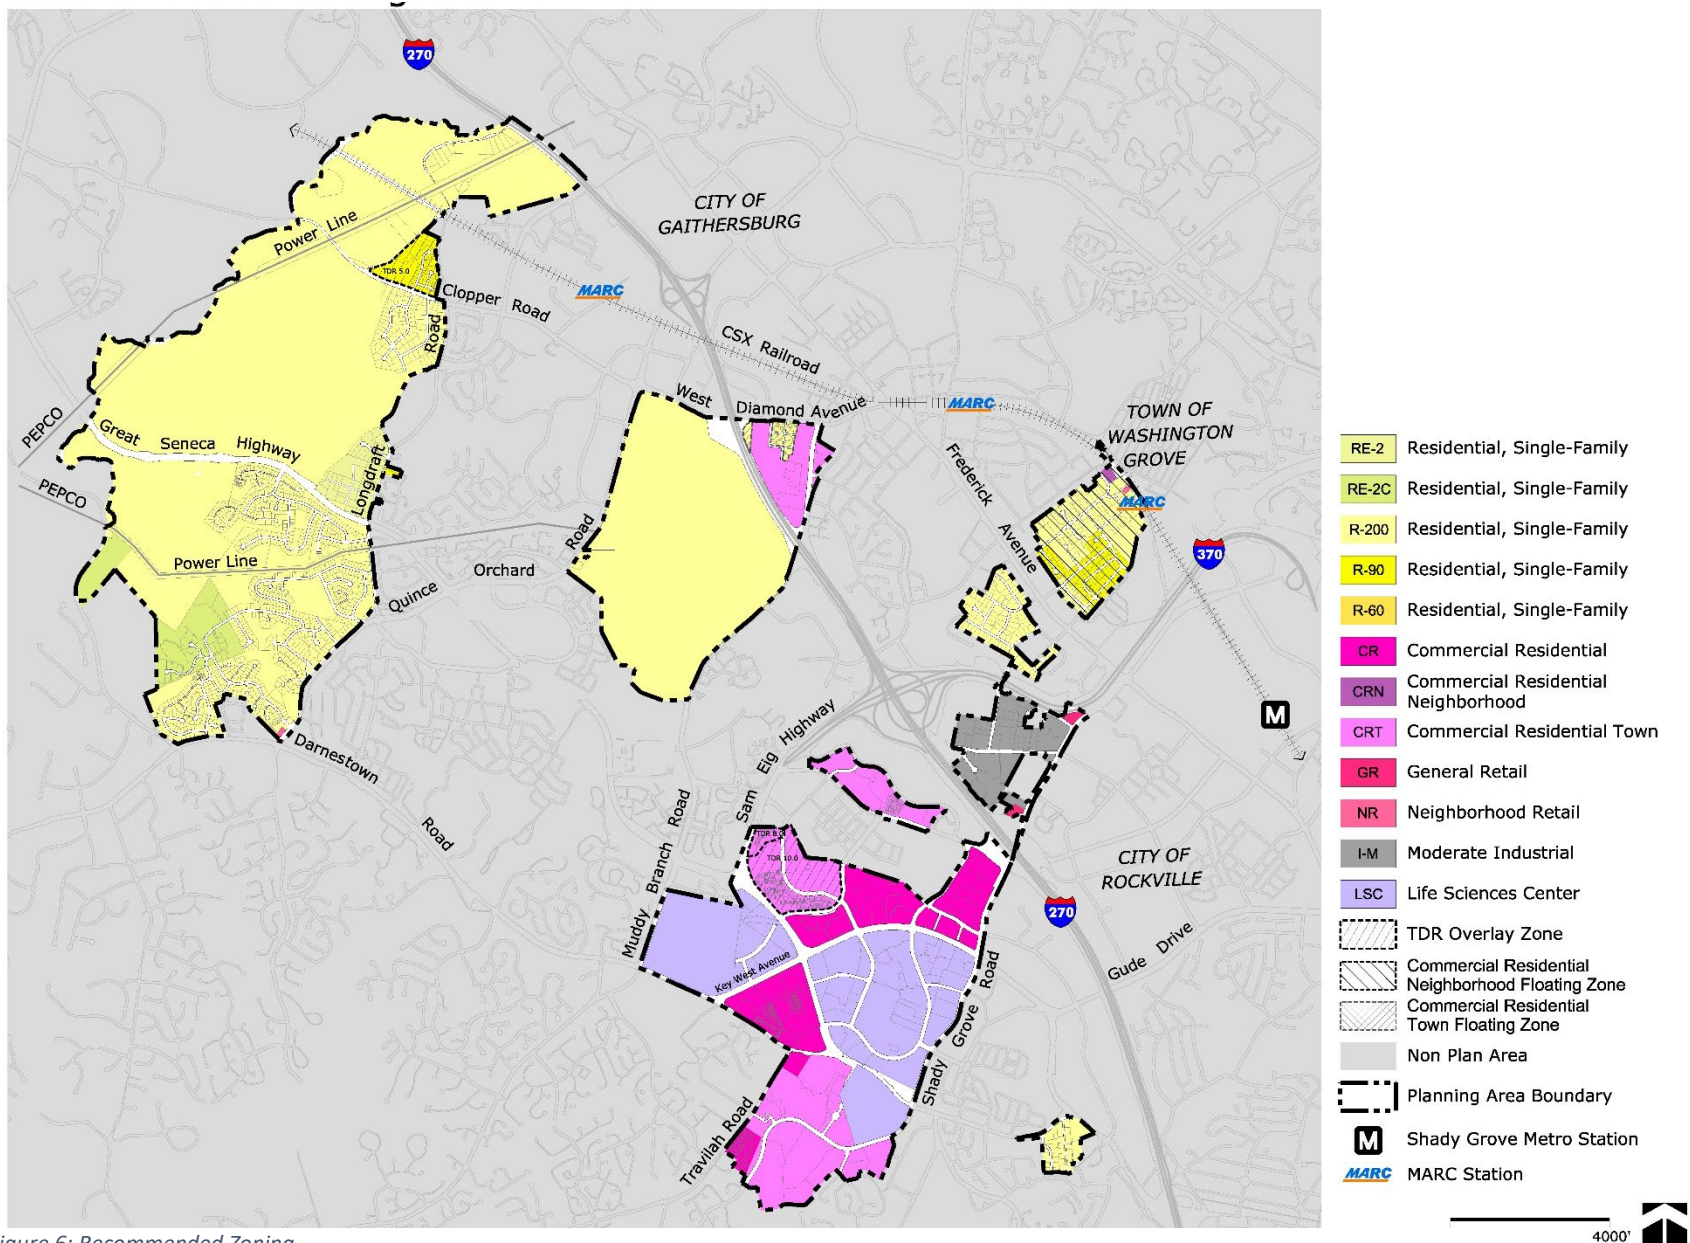 270
CITY OF
GAITHERSBURG
Power Line
TDR 5.0
Clopper Road
MARC
Road
CSX Railroad
West
Diamond Avenue
MARC
TOWN OF
WASHINGTON
GROVE
PEPCO
Great Seneca Highway
Longdraft
Frederick
Avenue
MARC
PEPCO
Power Line
Road
Orchard
Quince
370
M
Darnestown
Road
Sam Eig Highway
Muddy Branch Road
TDR 10.0
CITY OF
ROCKVILLE
270
Gude Drive
Key West Avenue
Shady Grove Road
Travilah Road
RE-2 Residential, Single-Family
RE-2C Residential, Single-Family
R-200 Residential, Single-Family
R-90 Residential, Single-Family
R-60 Residential, Single-Family
CR Commercial Residential
CRN Commercial Residential
Neighborhood
CRT Commercial Residential Town
GR General Retail
NR Neighborhood Retail
I-M Moderate Industrial
LSC Life Sciences Center
TDR Overlay Zone
Commercial Residential
Neighborhood Floating Zone
Commercial Residential
Town Floating Zone
Non Plan Area
Planning Area Boundary
M Shady Grove Metro Station
MARC MARC Station
4000'
Figure 6: Recommended Zoning